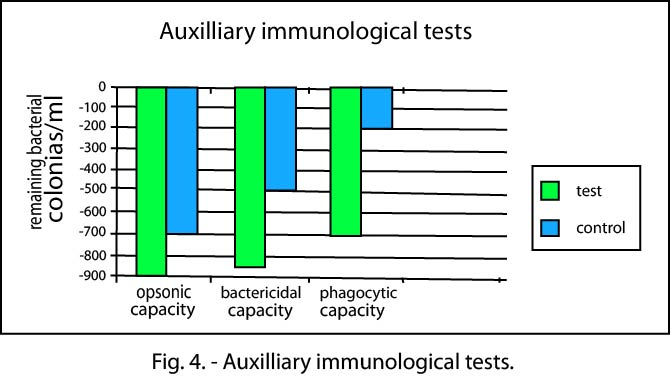 Auxilliary immunological tests
remaining bacterial
colonias/ml
0
-100
-200
-300
-400
-500
-600
-700
-800
-900
opsonic
capacity
bactericidal
capacity
phagocytic
capacity
test
control
Fig. 4. - Auxilliary immunological tests.